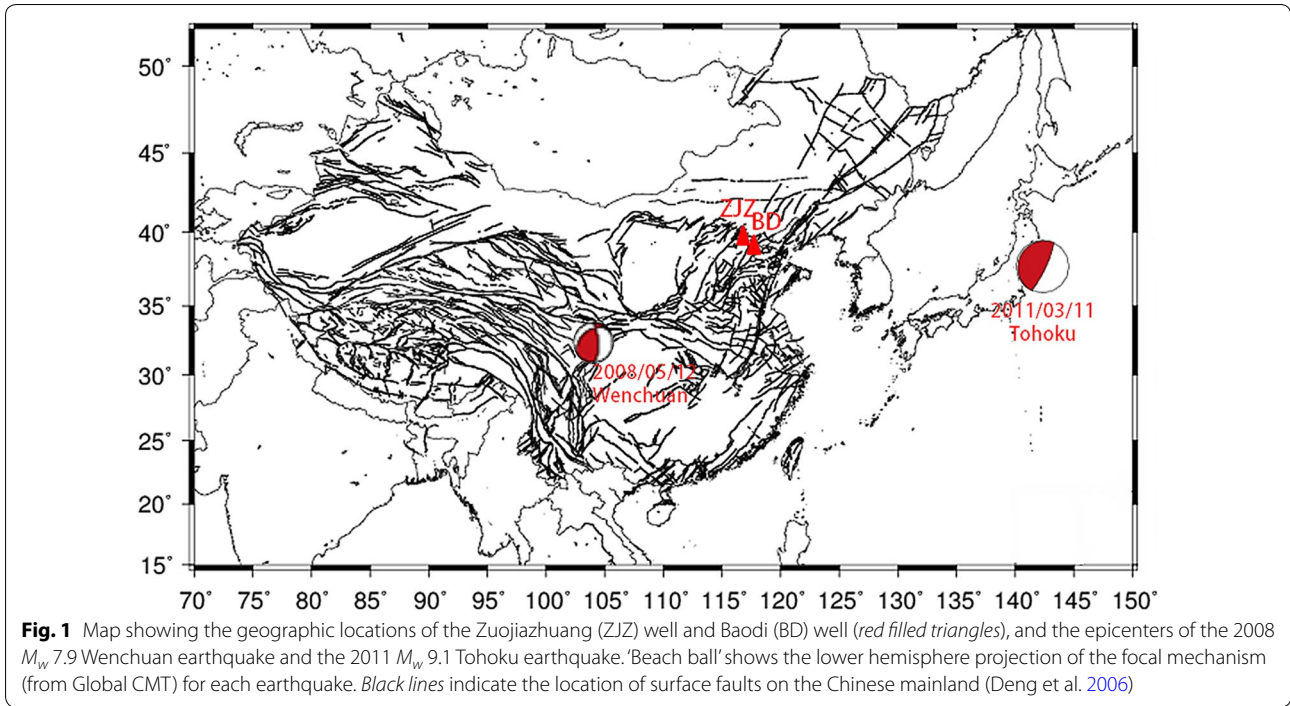 50°
45°
40°
35°
30°
25°
20°
15°
ZJZ
BD
2011/03/11
Tohoku
2008/05/12
Wenchuan
70° 75° 80° 85° 90° 95° 100° 105° 110° 115° 120° 125° 130° 135° 140° 145° 150°
Fig. 1 Map showing the geographic locations of the Zuojiazhuang (ZJZ) well and Baodi (BD) well (red filled triangles), and the epicenters of the 2008
Mw 7.9 Wenchuan earthquake and the 2011 Mw 9.1 Tohoku earthquake. ‘Beach ball’ shows the lower hemisphere projection of the focal mechanism
(from Global CMT) for each earthquake. Black lines indicate the location of surface faults on the Chinese mainland (Deng et al. 2006)